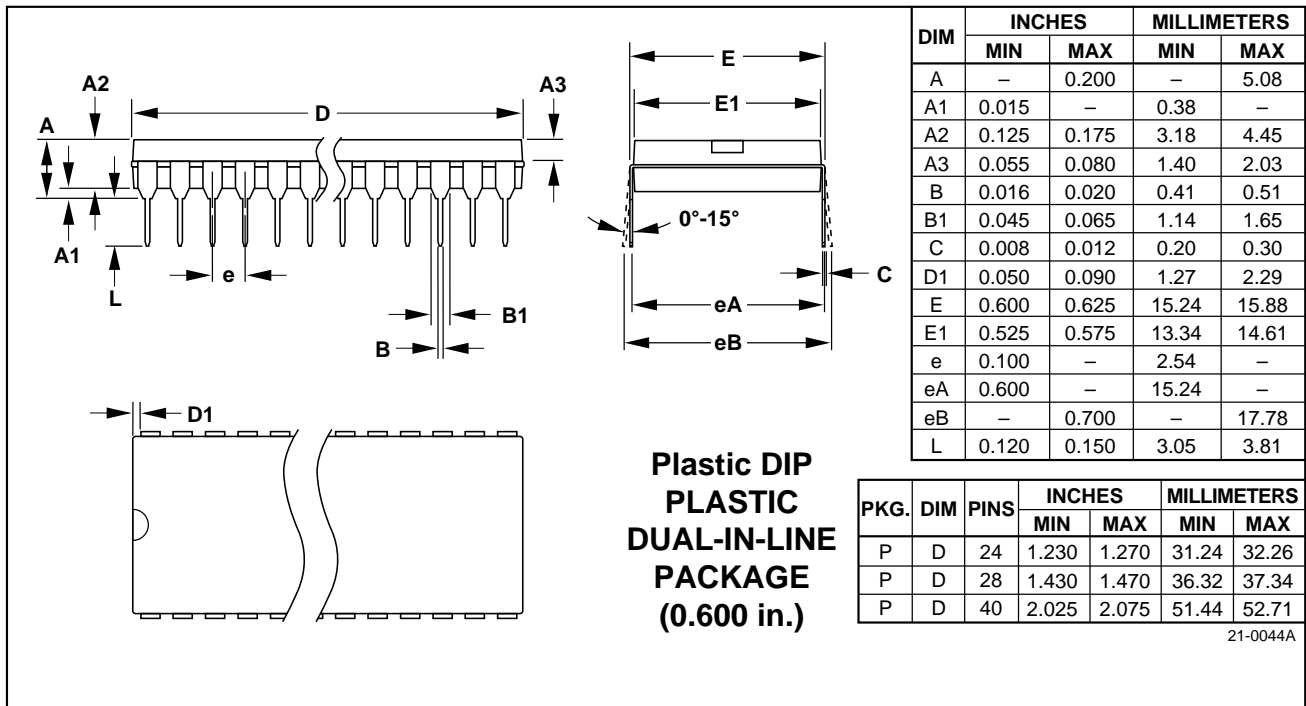 A2
A3
D
A
A1
L
e
B1
B
E
E1
0°-15°
C
eA
eB
D1
Plastic DIP
PLASTIC
DUAL-IN-LINE
PACKAGE
(0.600 in.)
DIM INCHES MILLIMETERS
MIN MAX MIN MAX
A – 0.200 – 5.08
A1 0.015 – 0.38 –
A2 0.125 0.175 3.18 4.45
A3 0.055 0.080 1.40 2.03
B 0.016 0.020 0.41 0.51
B1 0.045 0.065 1.14 1.65
C 0.008 0.012 0.20 0.30
D1 0.050 0.090 1.27 2.29
E 0.600 0.625 15.24 15.88
E1 0.525 0.575 13.34 14.61
e 0.100 – 2.54 –
eA 0.600 – 15.24 –
eB – 0.700 – 17.78
L 0.120 0.150 3.05 3.81
PKG. DIM PINS INCHES MILLIMETERS
MIN MAX MIN MAX
P D 24 1.230 1.270 31.24 32.26
P D 28 1.430 1.470 36.32 37.34
P D 40 2.025 2.075 51.44 52.71
21-0044A